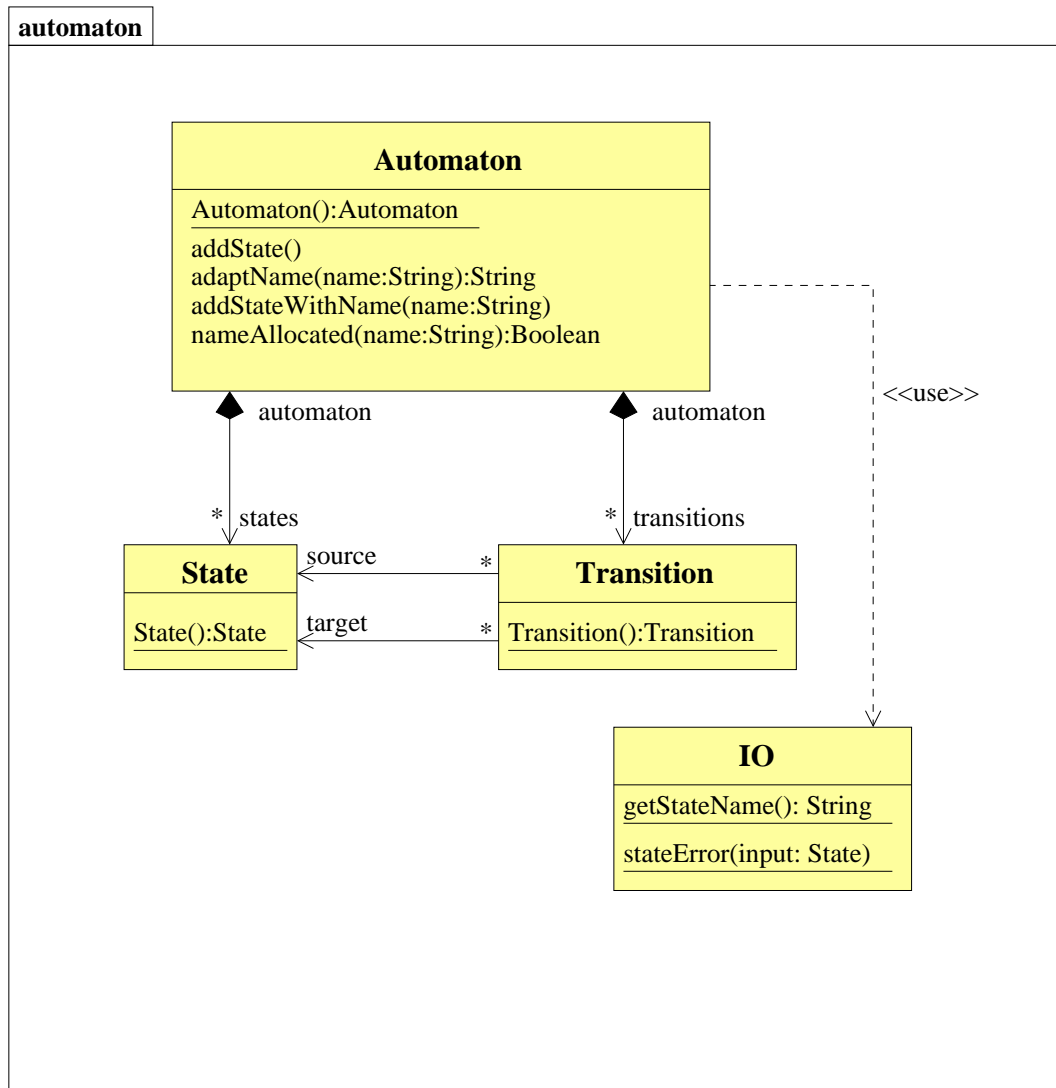 automaton
Automaton
Automaton():Automaton
addState()
adaptName(name:String):String
addStateWithName(name:String)
nameAllocated(name:String):Boolean
automaton
automaton
<<use>>
* states
* transitions
State
source
*
Transition
State():State
target
*
Transition():Transition
IO
getStateName(): String
stateError(input: State)